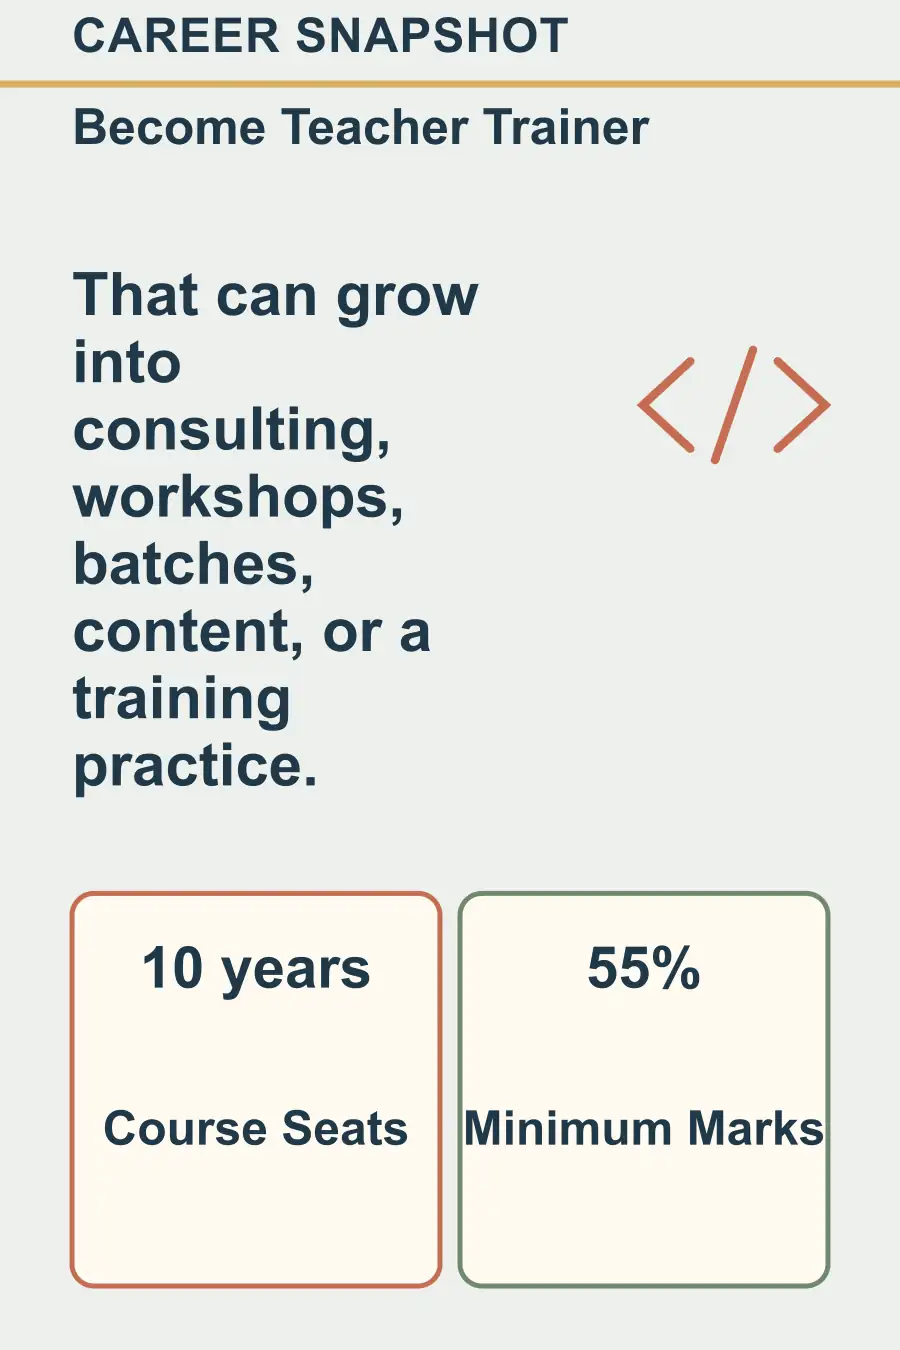 CAREER SNAPSHOT
Become Teacher Trainer
That can grow
into
consulting,
workshops,
batches,
content, or a
training
practice.
10 years
Course Seats
55%
Minimum Marks